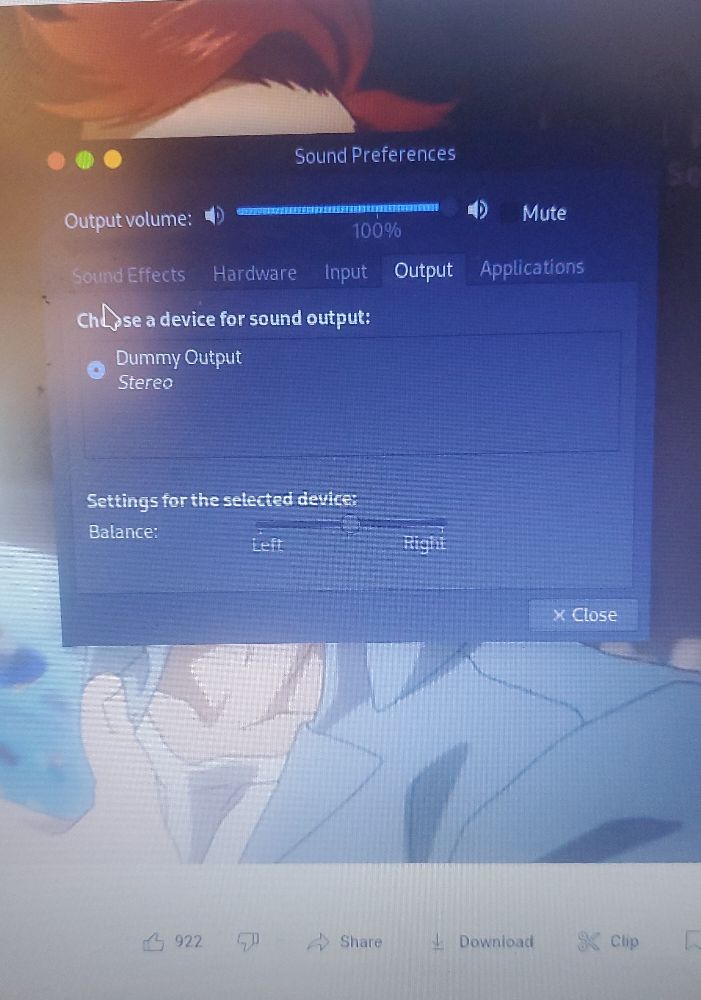 Sound Preferences
Output volume:
100%
Mute
Sound Effects Hardware Input Output Applications
Choose a device for sound output:
Dummy Output
Stereo
Settings for the selected device:
Balance:
Left Right
× Close
922 Share Download Clip